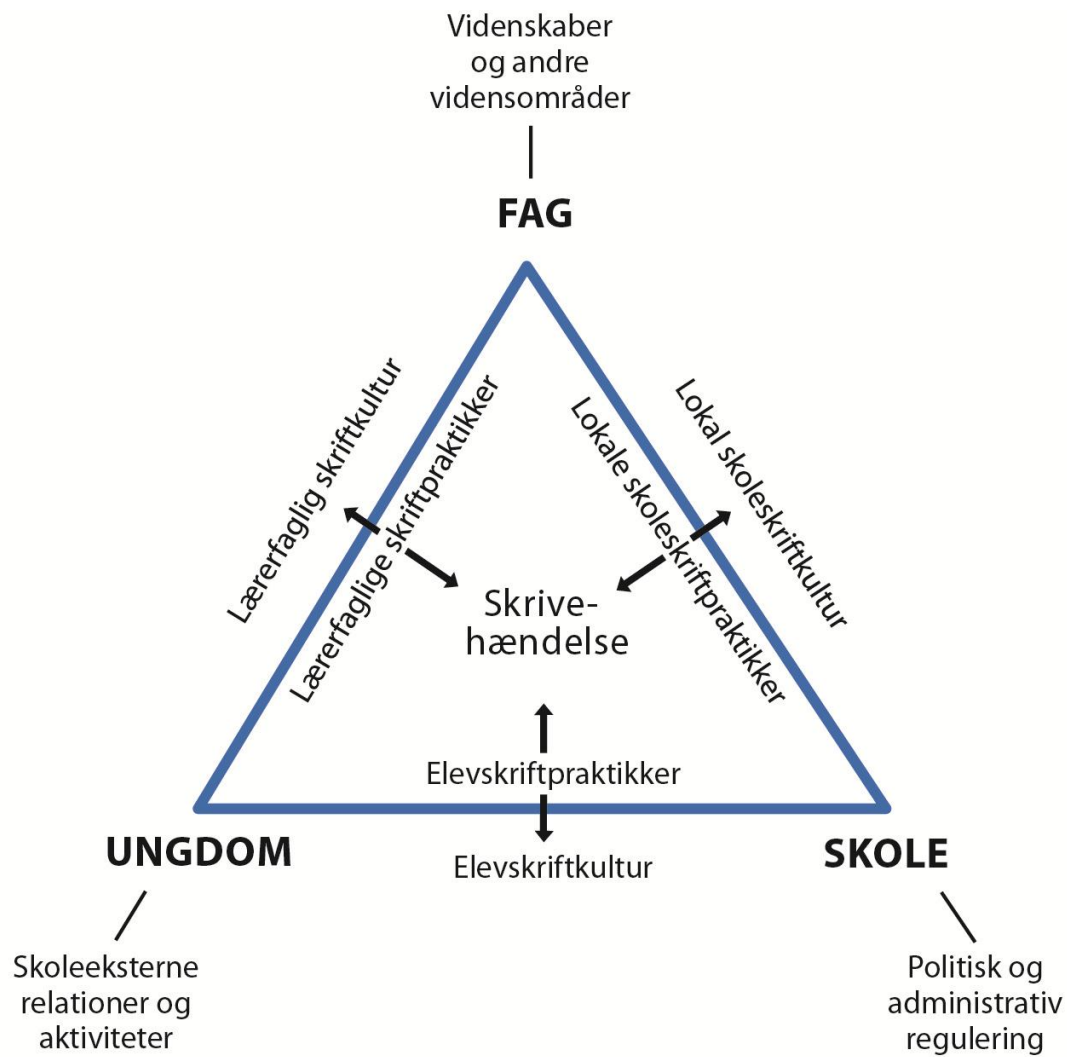 Videnskaber
og andre
vidensområder
FAG
Lærerfaglig skriftkultur
Lærerfaglige skriftpraktikker
Lokale skoleskriftpraktikker
Lokal skoleskriftkultur
Skrive-
hændelse
Elevskriftpraktikker
Elevskriftkultur
UNGDOM
SKOLE
Skoleeksterne
relationer og
aktiviteter
Politisk og
administrativ
regulering